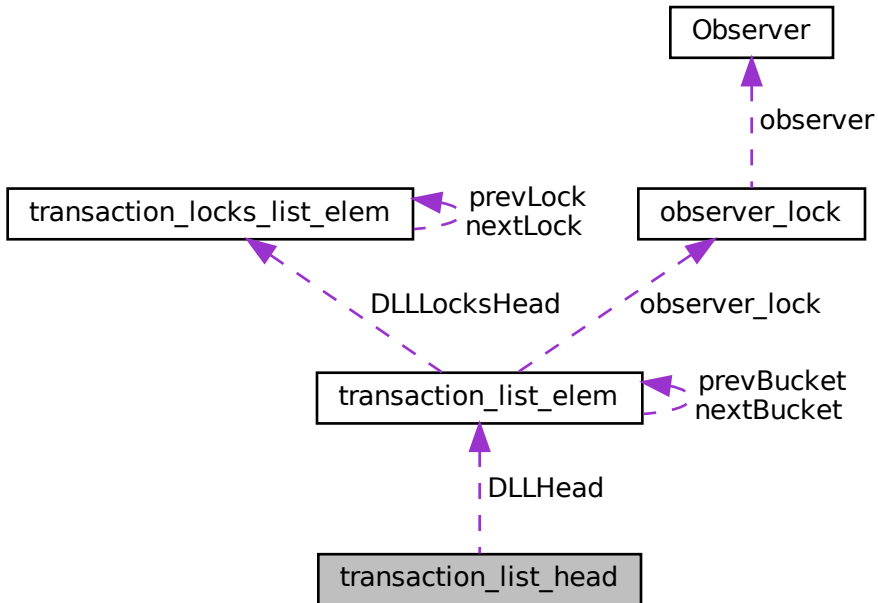 Observer
observer
transaction_locks_list_elem
prevLock
nextLock
observer_lock
DLLLocksHead
observer_lock
transaction_list_elem
prevBucket
nextBucket
DLLHead
transaction_list_head